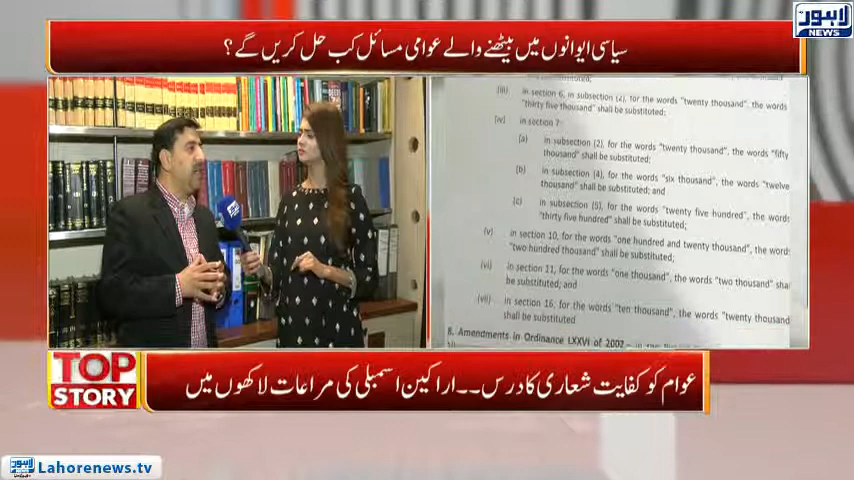 لاہور
NEWS
سیاسی ایوانوں میں بیٹھنے والے عوامی مسائل کب حل کریں گے؟
(iii) in section 6, in subsection (2), for the words "twenty thousand", the words
"thirty five thousand" shall be substituted;
(iv) in section 7
(a) in subsection (2), for the words "twenty thousand", the words "fifty
thousand" shall be substituted;
(b) in subsection (4), for the words "six thousand", the words "twelve
thousand" shall be substituted; and
(c) in subsection (5), for the words "twenty five hundred", the words
"thirty five hundred" shall be substituted;
(v) in section 10, for the words "one hundred and twenty thousand", the words
"two hundred thousand" shall be substituted;
(vi) in section 11, for the words "one thousand", the words "two thousand" sha
be substituted; and
(vii) in section 16, for the words "ten thousand", the words "twenty thousand
shall be substituted
8. Amendments in Ordinance LXXVI of 2002
TOP
STORY
عوام کو کفایت شعاری کا درس۔۔اراکین اسمبلی کی مراعات لاکھوں میں
Lahorenews.tv